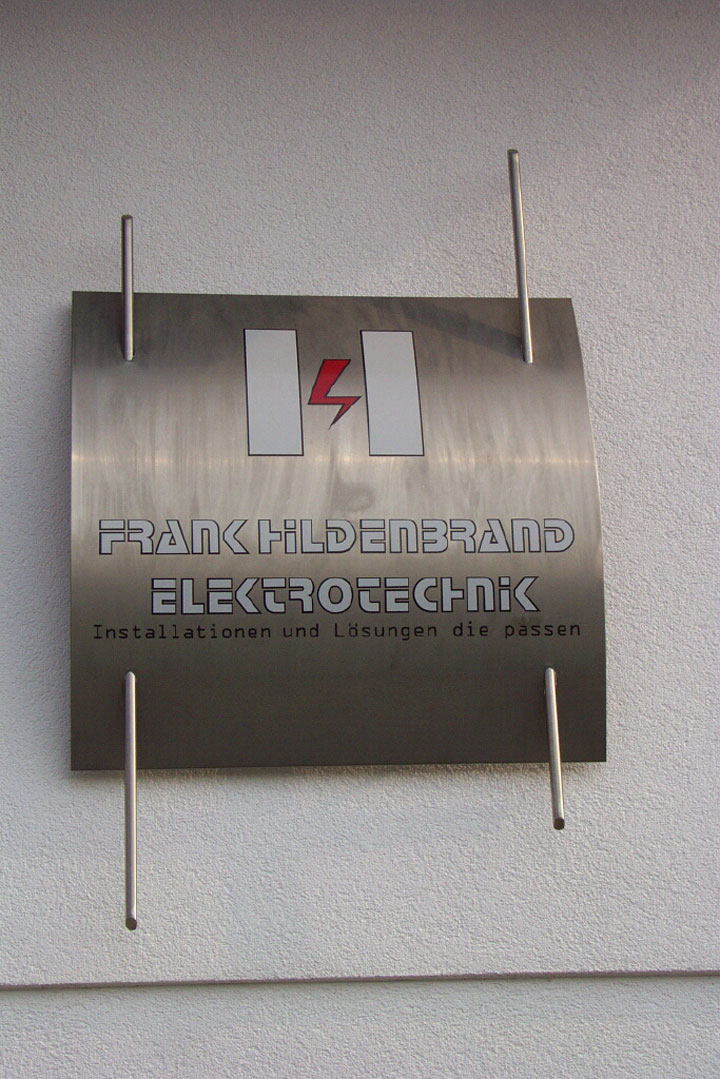 H
FRANK HILDENBRAND
ELEKTROTECHNIK
Installationen und Lösungen die passen